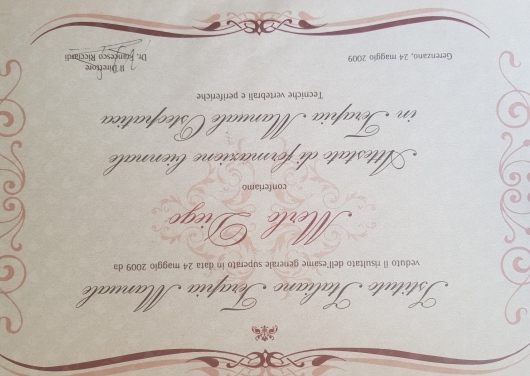 Istituto Italiano Terapia Manuale
veduto il risultato dell'esame generale superato in data 24 maggio 2009 da
Merlo Diego
conferiamo
Attestato di formazione biennale
in Terapia Manuale Osteopatica
Tecniche vertebrali e periferiche
Gerenzano, 24 maggio 2009
Il Direttore
Dr. Francesco Ricciardi